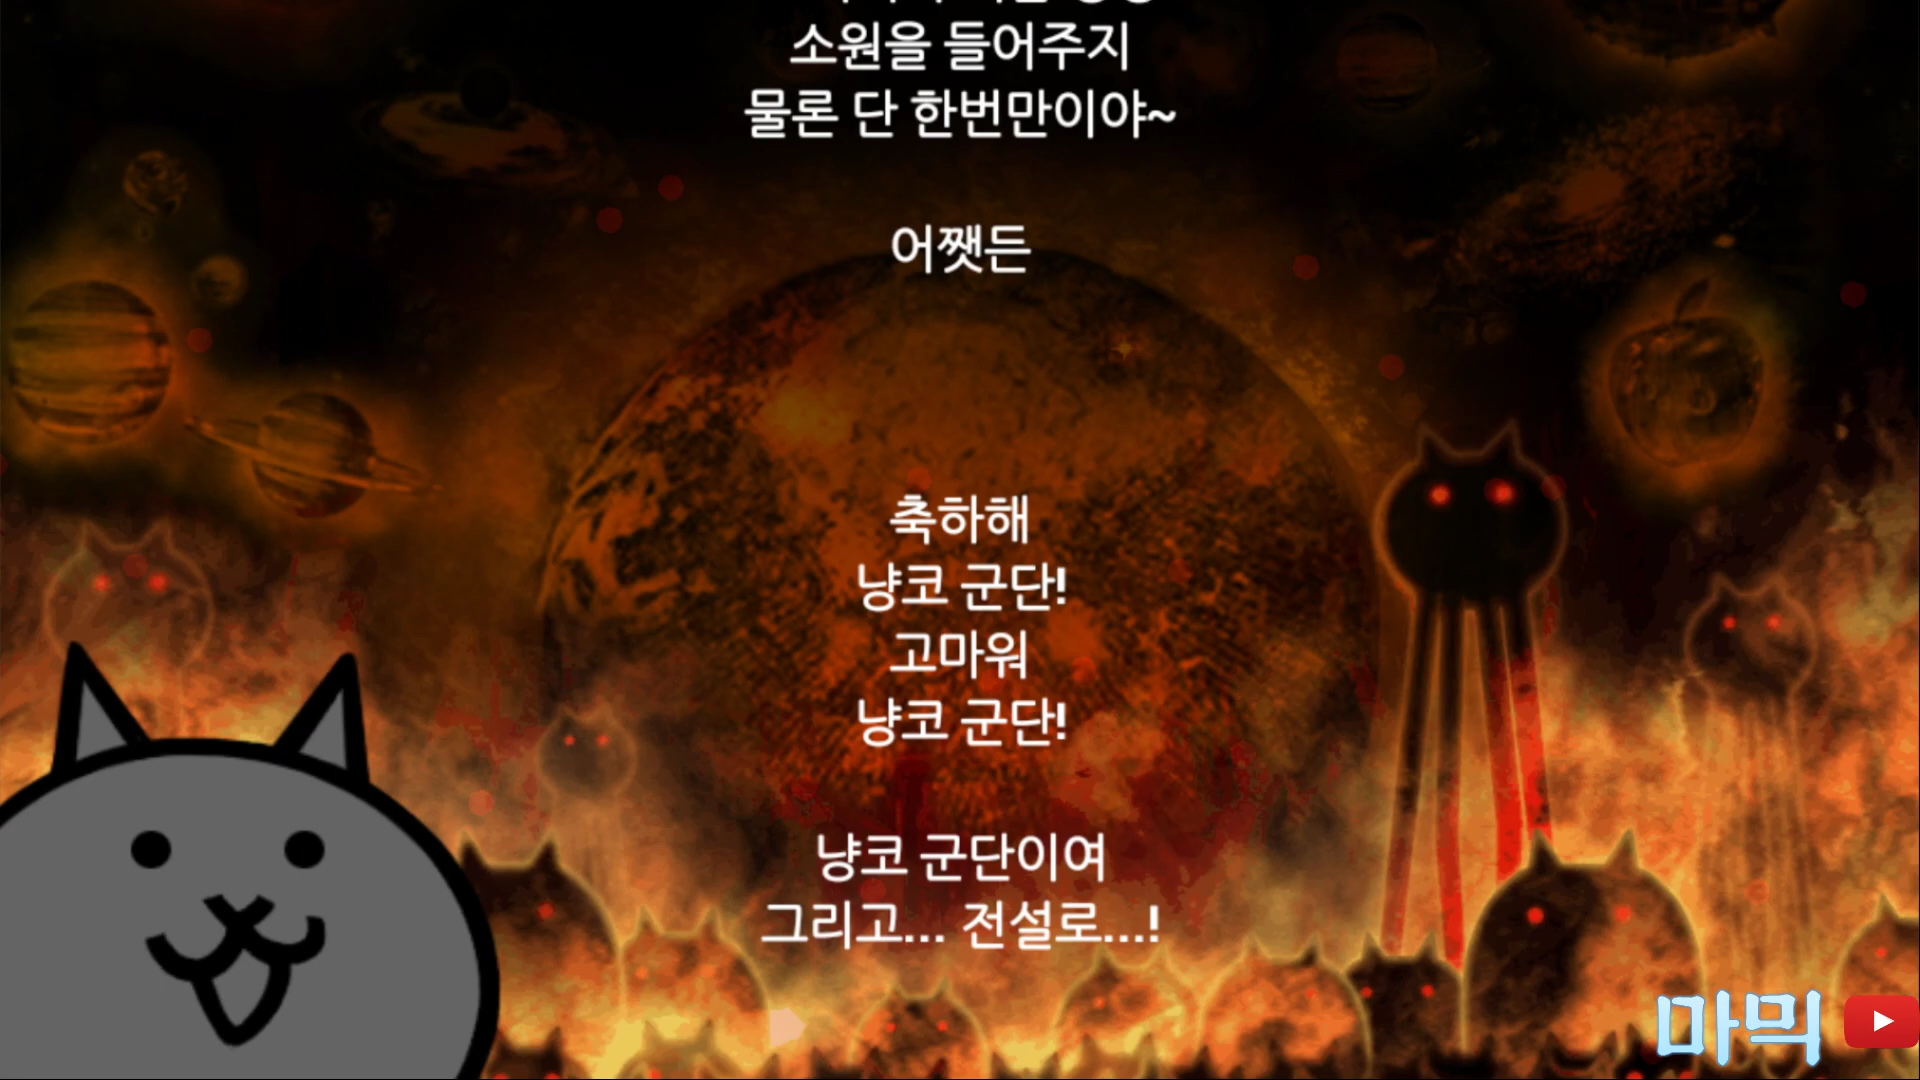 소원을 들어주지
물론 단 한번만이야~
어쨋든
축하해
냥코 군단!
고마워
냥코 군단!
냥코 군단이여
그리고... 전설로...!
마믜